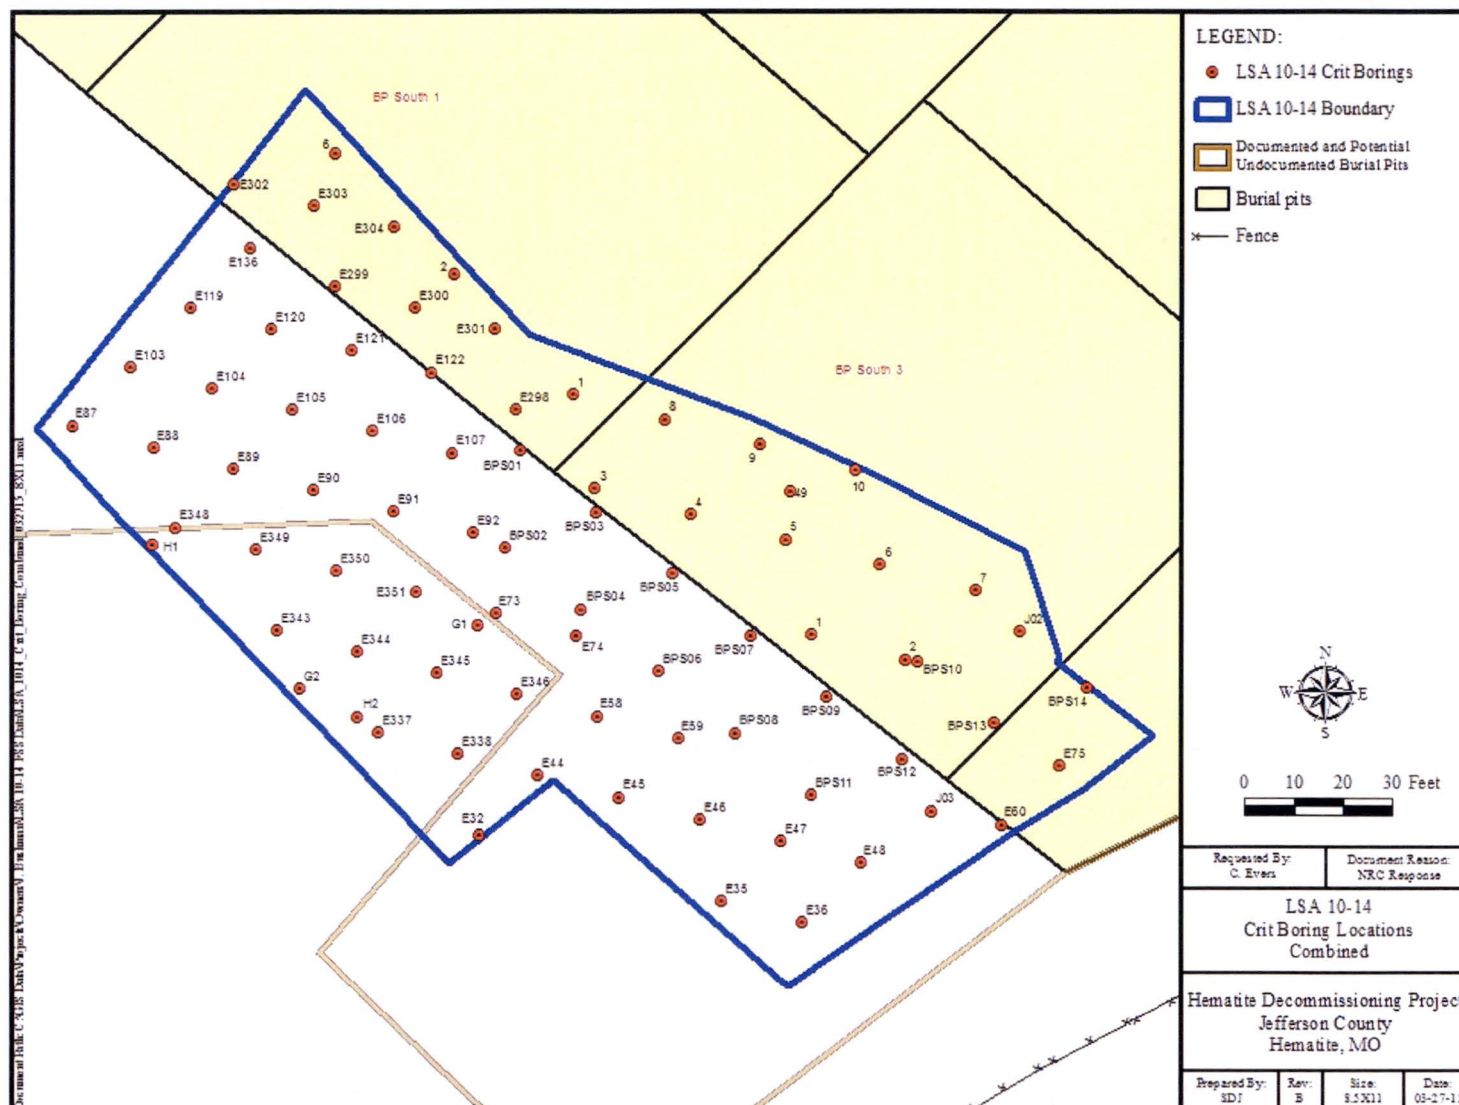 BP South 1
6
E302
E303
E304
E136
2
E299
E300
E119
E120
E301
E121
E103
E122
BP South 3
E104
1
E105
E298
8
E87
E106
E88
E107
9
BPS01
E89
10
E90
3
49
E91
4
BPS03
E348
E92
5
H1
BPS02
E349
6
E350
BPS05
7
E351
E73
BPS04
G1
J02
E343
E74
1
BPS07
E344
2
BPS10
E345
BPS06
G2
E346
BPS14
BPS09
H2
E58
E337
BPS13
E59
BPS08
E338
E75
BPS12
E44
E45
BPS11
J03
E46
E60
E32
E47
E48
E35
E36
LEGEND:
LSA 10-14 Crit Borings
LSA 10-14 Boundary
Documented and Potential
Undocumented Burial Pits
Burial pits
Fence
N
W E
S
0 10 20 30 Feet
Requested By:
C. Evers
Document Reason:
NRC Response
LSA 10-14
Crit Boring Locations
Combined
Hematite Decommissioning Project
Jefferson County
Hematite, MO
Prepared By:
SDJ
Rev:
B
Size:
8.5X11
Date: